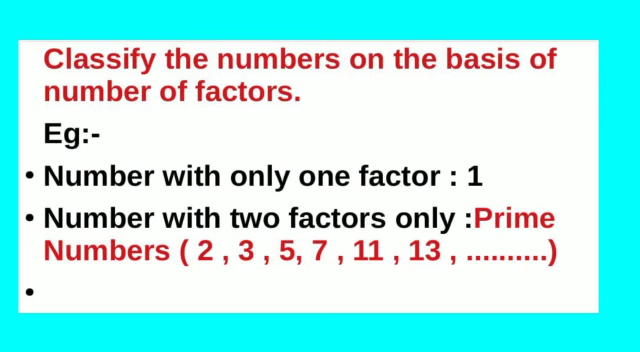 Classify the numbers on the basis of
number of factors.
Eg:-
• Number with only one factor : 1
• Number with two factors only :Prime
Numbers ( 2 , 3 , 5, 7 , 11 , 13 , ..........)
•